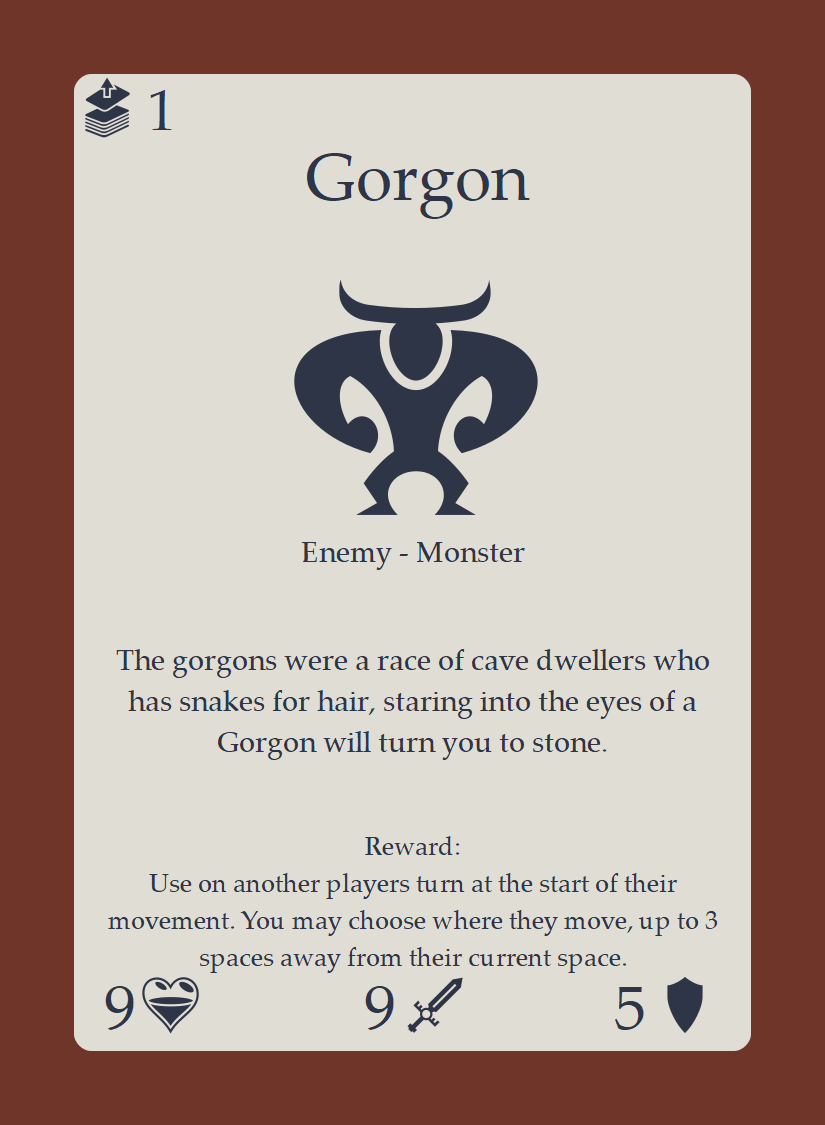 1
Gorgon
Enemy - Monster
The gorgons were a race of cave dwellers who
has snakes for hair, staring into the eyes of a
Gorgon will turn you to stone.
Reward:
Use on another players turn at the start of their
movement. You may choose where they move, up to 3
spaces away from their current space.
9 9 5